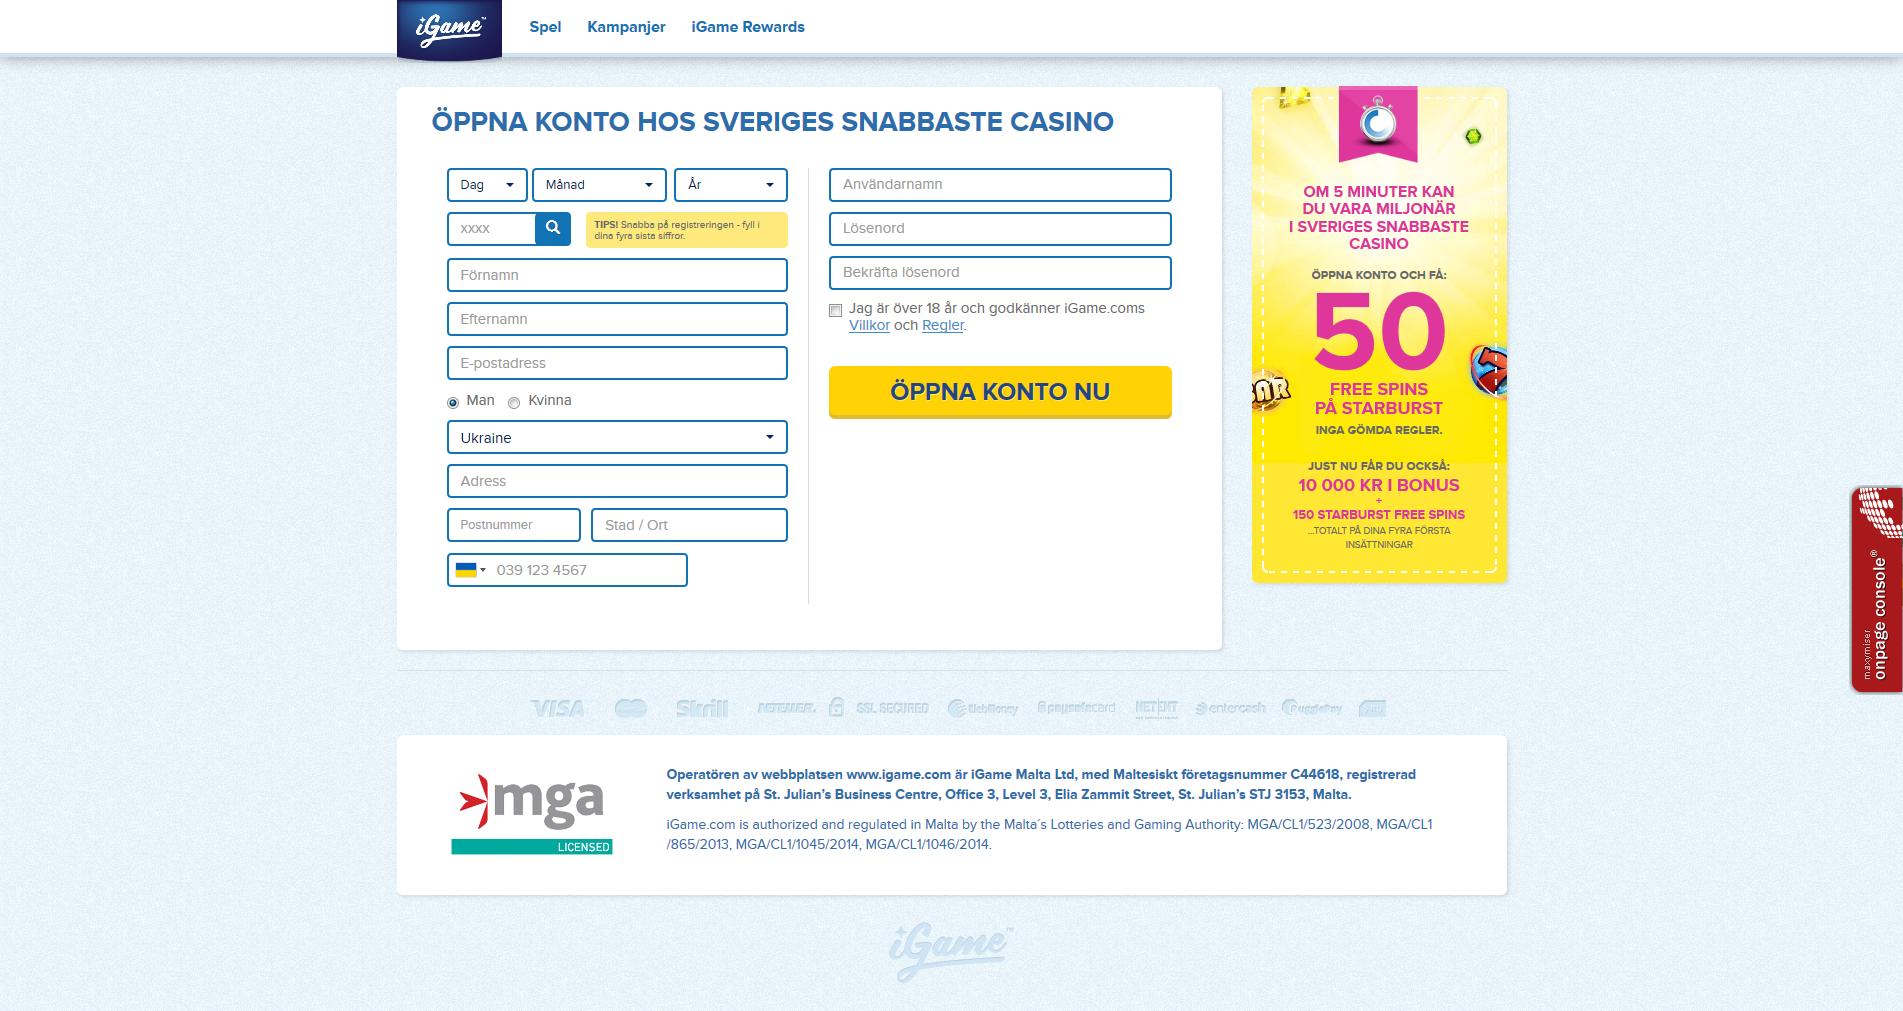 iGame™
Spel
Kampanjer
iGame Rewards
ÖPPNA KONTO HOS SVERIGES SNABBASTE CASINO
Dag
Månad
År
xxxx
TIPS! Snabba på registreringen - fyll i
dina fyra sista siffror.
Förnamn
Efternamn
E-postadress
Man
Kvinna
Ukraine
Adress
Postnummer
Stad / Ort
039 123 4567
Användarnamn
Lösenord
Bekräfta lösenord
Jag är över 18 år och godkänner iGame.coms
Villkor och Regler.
ÖPPNA KONTO NU
OM 5 MINUTER KAN
DU VARA MILJONÄR
I SVERIGES SNABBASTE
CASINO
ÖPPNA KONTO OCH FÅ:
50
FREE SPINS
PÅ STARBURST
INGA GÖMDA REGLER.
JUST NU FÅR DU OCKSÅ:
10 000 KR I BONUS
+
150 STARBURST FREE SPINS
...TOTALT PÅ DINA FYRA FÖRSTA
INSÄTTNINGAR
maxymiser
onpage console®
VISA
Skrill
NETELLER.
SSL SECURED
WebMoney
paysafecard
NET ENT
entercash
PugglePay
mga
LICENSED
Operatören av webbplatsen www.igame.com är iGame Malta Ltd, med Maltesiskt företagsnummer C44618, registrerad
verksamhet på St. Julian's Business Centre, Office 3, Level 3, Elia Zammit Street, St. Julian's STJ 3153, Malta.
iGame.com is authorized and regulated in Malta by the Malta´s Lotteries and Gaming Authority: MGA/CL1/523/2008, MGA/CL1
/865/2013, MGA/CL1/1045/2014, MGA/CL1/1046/2014.
iGame™